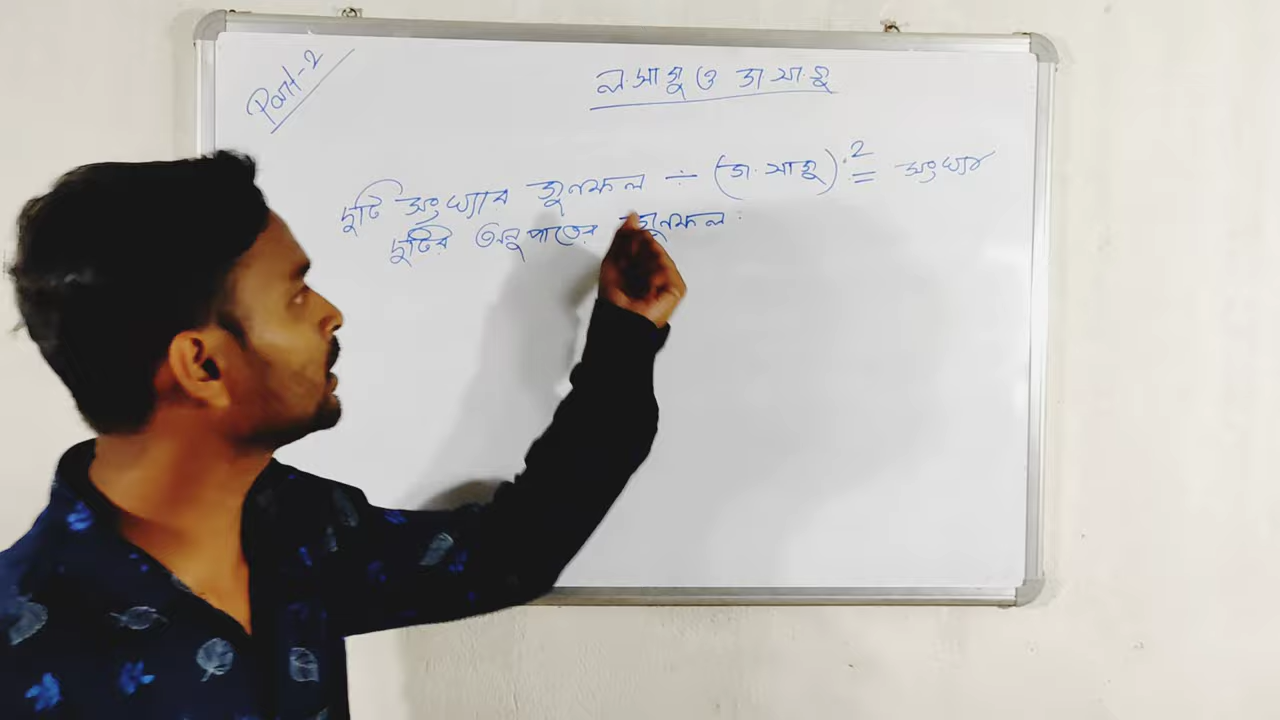 Part-2
ল.সা.গু ও গ.সা.গু
দুটি সংখ্যার গুণফল ÷ (গ.সা.গু)² = সংখ্যার
দুটির অনুপাতের গুণফল